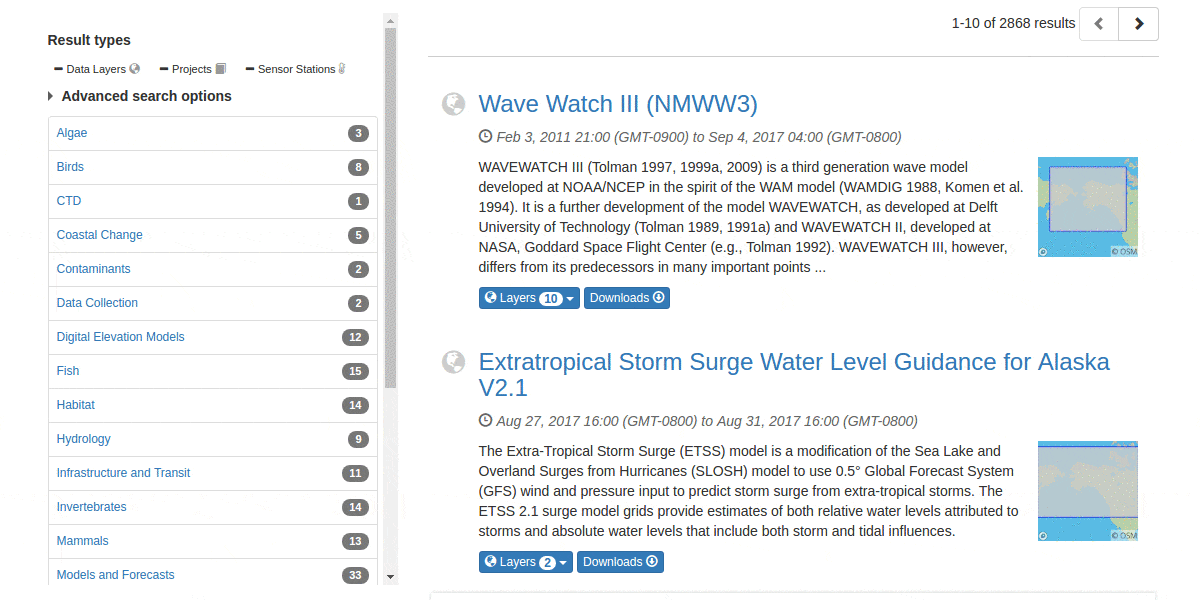 Result types
Data Layers Projects Sensor Stations
Advanced search options
Algae 3
Birds 8
CTD 1
Coastal Change 5
Contaminants 2
Data Collection 2
Digital Elevation Models 12
Fish 15
Habitat 14
Hydrology 9
Infrastructure and Transit 11
Invertebrates 14
Mammals 13
Models and Forecasts 33
1-10 of 2868 results
Wave Watch III (NMWW3)
Feb 3, 2011 21:00 (GMT-0900) to Sep 4, 2017 04:00 (GMT-0800)
WAVEWATCH III (Tolman 1997, 1999a, 2009) is a third generation wave model
developed at NOAA/NCEP in the spirit of the WAM model (WAMDIG 1988, Komen et al.
1994). It is a further development of the model WAVEWATCH, as developed at Delft
University of Technology (Tolman 1989, 1991a) and WAVEWATCH II, developed at
NASA, Goddard Space Flight Center (e.g., Tolman 1992). WAVEWATCH III, however,
differs from its predecessors in many important points ...
© OSM
Layers 10 Downloads
Extratropical Storm Surge Water Level Guidance for Alaska
V2.1
Aug 27, 2017 16:00 (GMT-0800) to Aug 31, 2017 16:00 (GMT-0800)
The Extra-Tropical Storm Surge (ETSS) model is a modification of the Sea Lake and
Overland Surges from Hurricanes (SLOSH) model to use 0.5° Global Forecast System
(GFS) wind and pressure input to predict storm surge from extra-tropical storms. The
ETSS 2.1 surge model grids provide estimates of both relative water levels attributed to
storms and absolute water levels that include both storm and tidal influences.
© OSM
Layers 2 Downloads